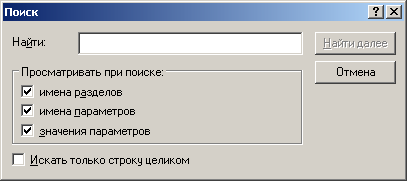 Поиск
Найти:
Найти далее
Просматривать при поиске:
Отмена
имена разделов
имена параметров
значения параметров
Искать только строку целиком